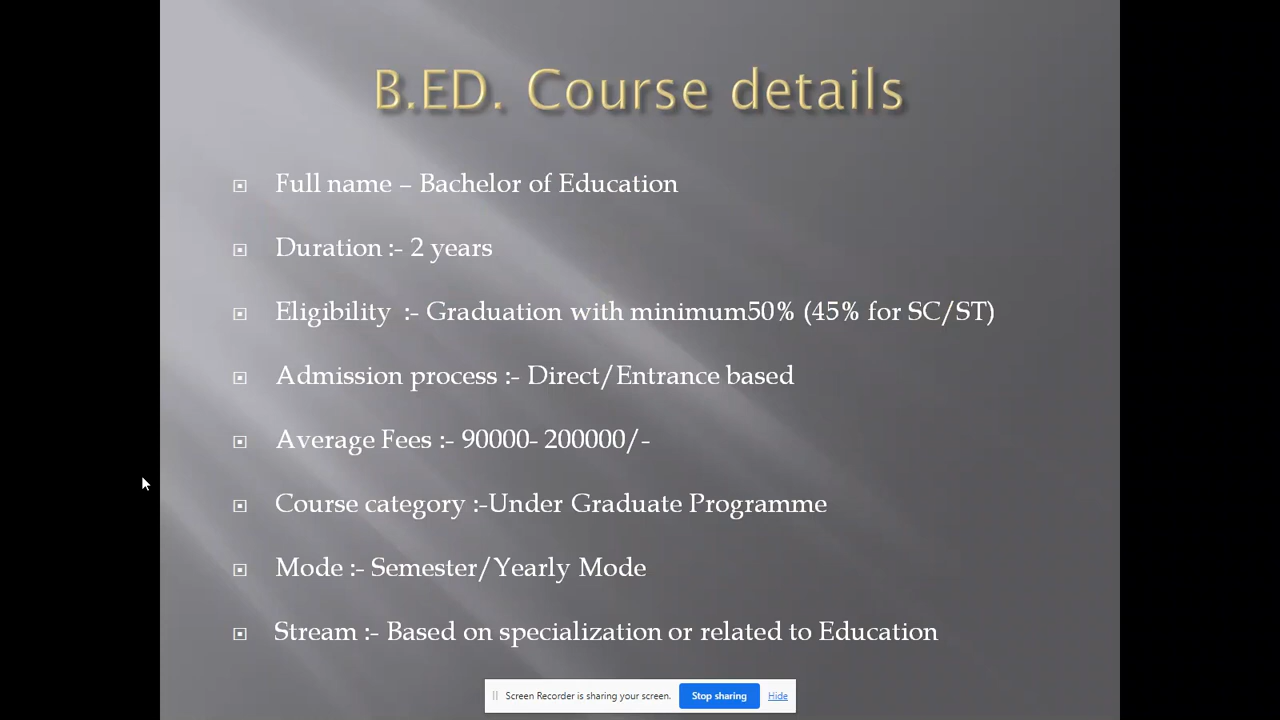 B.ED. Course details
Full name – Bachelor of Education
Duration :- 2 years
Eligibility :- Graduation with minimum50% (45% for SC/ST)
Admission process :- Direct/Entrance based
Average Fees :- 90000- 200000/-
Course category :-Under Graduate Programme
Mode :- Semester/Yearly Mode
Stream :- Based on specialization or related to Education
Screen Recorder is sharing your screen. Stop sharing Hide